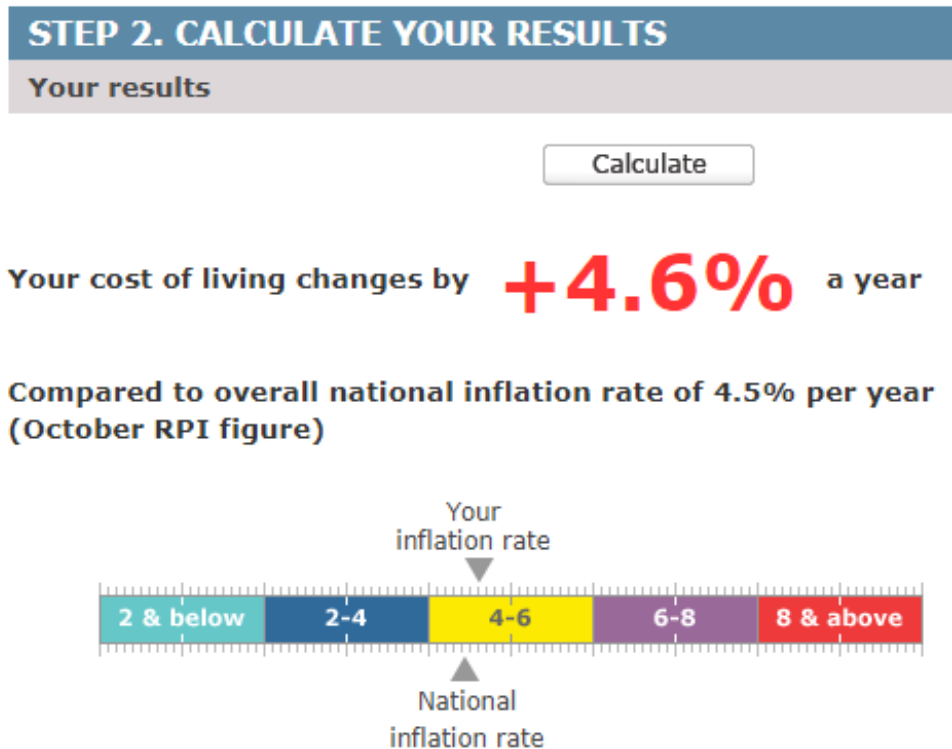 STEP 2. CALCULATE YOUR RESULTS
Your results
Calculate
Your cost of living changes by +4.6% a year
Compared to overall national inflation rate of 4.5% per year
(October RPI figure)
Your
inflation rate
2 & below 2-4 4-6 6-8 8 & above
National
inflation rate